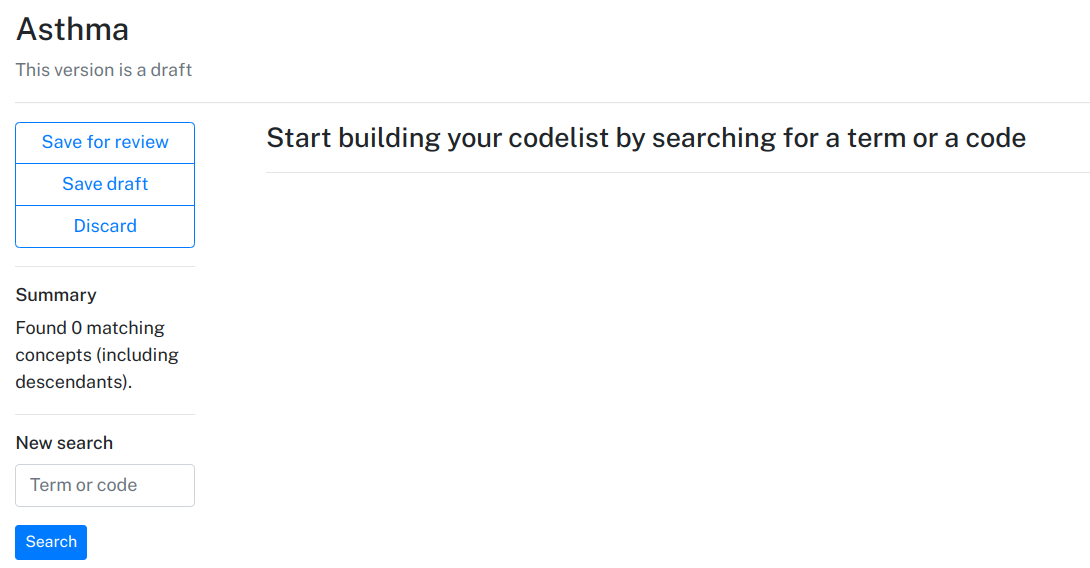 Asthma
This version is a draft
Save for review
Save draft
Discard
Summary
Found 0 matching
concepts (including
descendants).
New search
Term or code
Search
Start building your codelist by searching for a term or a code